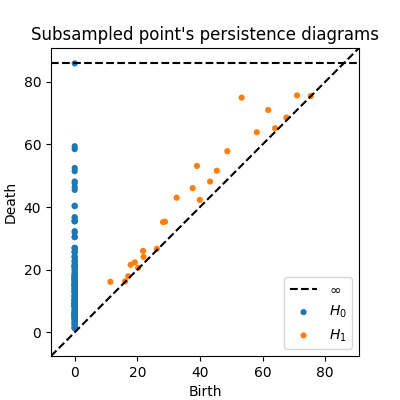 Subsampled point's persistence diagrams
Death
80
60
40
20
0
0 20 40 60 80
Birth
∞
H₀
H₁